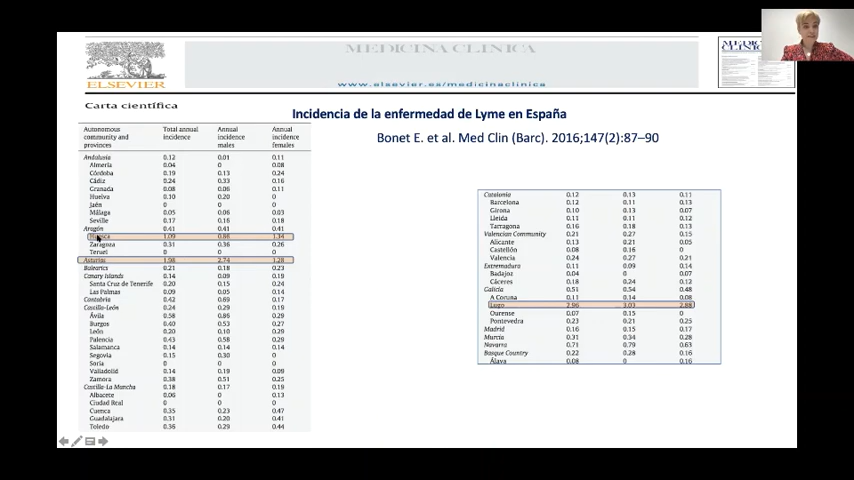 MEDICINA CLINICA
ELSEVIER
www.elsevier.es/medicinaclinica
Carta científica
Incidencia de la enfermedad de Lyme en España
Bonet E. et al. Med Clin (Barc). 2016;147(2):87–90
Autonomous community and provinces Total annual incidence Annual incidence males Annual incidence females
Andalusia 0.12 0.01 0.11
Almería 0.04 0 0.08
Córdoba 0.19 0.13 0.24
Cádiz 0.24 0.33 0.16
Granada 0.08 0.06 0.11
Huelva 0.10 0.20 0
Jaén 0 0 0
Málaga 0.05 0.06 0.03
Seville 0.17 0.16 0.18
Aragón 0.41 0.41 0.41
Huesca 1.09 0.86 1.34
Zaragoza 0.31 0.36 0.26
Teruel 0 0 0
Asturias 1.98 2.74 1.28
Balearics 0.21 0.18 0.23
Canary Islands 0.14 0.09 0.19
Santa Cruz de Tenerife 0.20 0.15 0.24
Las Palmas 0.09 0.05 0.14
Cantabria 0.42 0.69 0.17
Castilla-León 0.24 0.29 0.19
Ávila 0.58 0.86 0.29
Burgos 0.40 0.53 0.27
León 0.20 0.10 0.29
Palencia 0.43 0.58 0.29
Salamanca 0.14 0.14 0.14
Segovia 0.15 0.30 0
Soria 0 0 0
Valladolid 0.14 0.19 0.09
Zamora 0.38 0.51 0.25
Castilla-La Mancha 0.18 0.17 0.19
Albacete 0.06 0 0.13
Ciudad Real 0 0 0
Cuenca 0.35 0.23 0.47
Guadalajara 0.31 0.20 0.41
Toledo 0.36 0.29 0.44
Catalonia 0.12 0.13 0.11
Barcelona 0.12 0.11 0.13
Girona 0.10 0.13 0.07
Lleida 0.11 0.12 0.11
Tarragona 0.16 0.18 0.13
Valencian Community 0.21 0.27 0.15
Alicante 0.13 0.21 0.05
Castellón 0.08 0.16 0
Valencia 0.24 0.27 0.21
Extremadura 0.11 0.09 0.14
Badajoz 0.04 0 0.07
Cáceres 0.18 0.24 0.12
Galicia 0.51 0.54 0.48
A Coruna 0.11 0.14 0.08
Lugo 2.96 3.03 2.88
Ourense 0.07 0.15 0
Pontevedra 0.23 0.21 0.25
Madrid 0.16 0.15 0.17
Murcia 0.31 0.34 0.28
Navarra 0.71 0.79 0.63
Basque Country 0.22 0.28 0.16
Álava 0.08 0 0.16